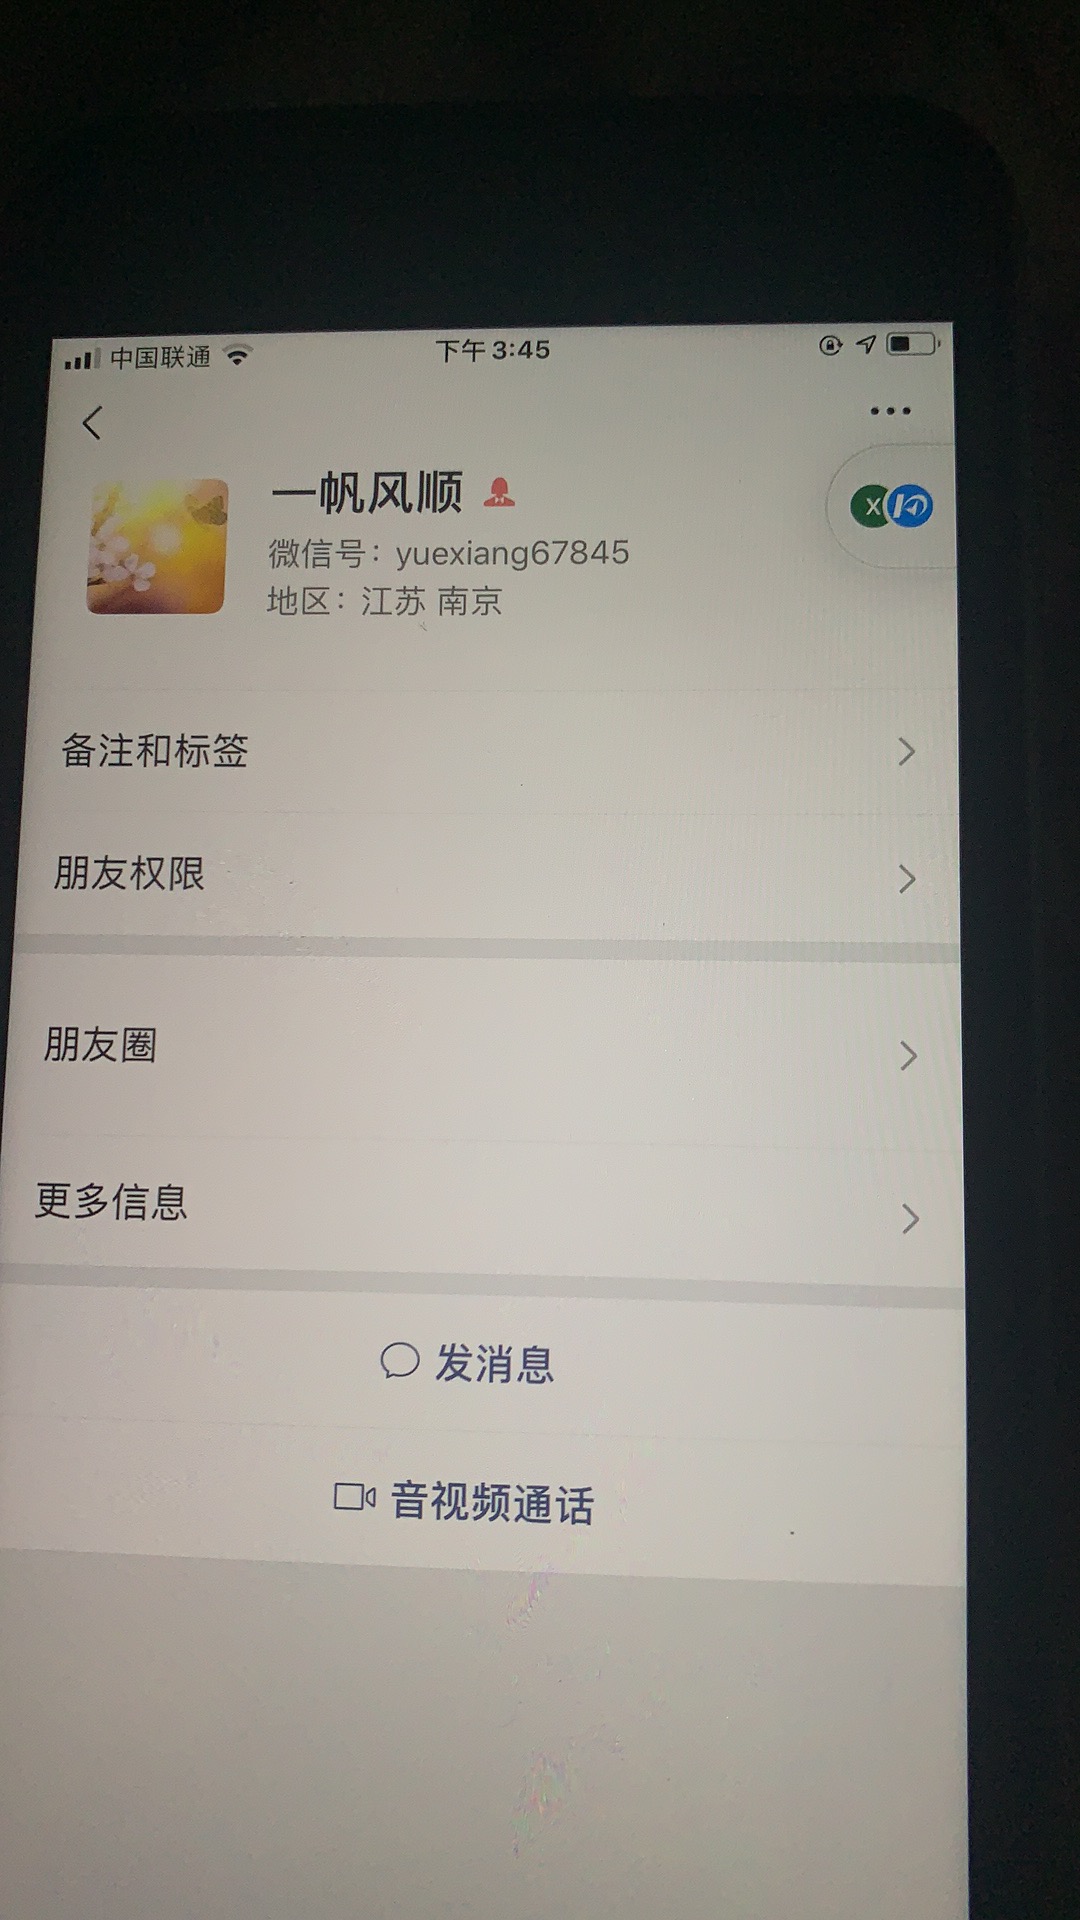 中国联通 下午3:45
一帆风顺
微信号：yuexiang67845
地区：江苏 南京
X
备注和标签
朋友权限
朋友圈
更多信息
发消息
音视频通话